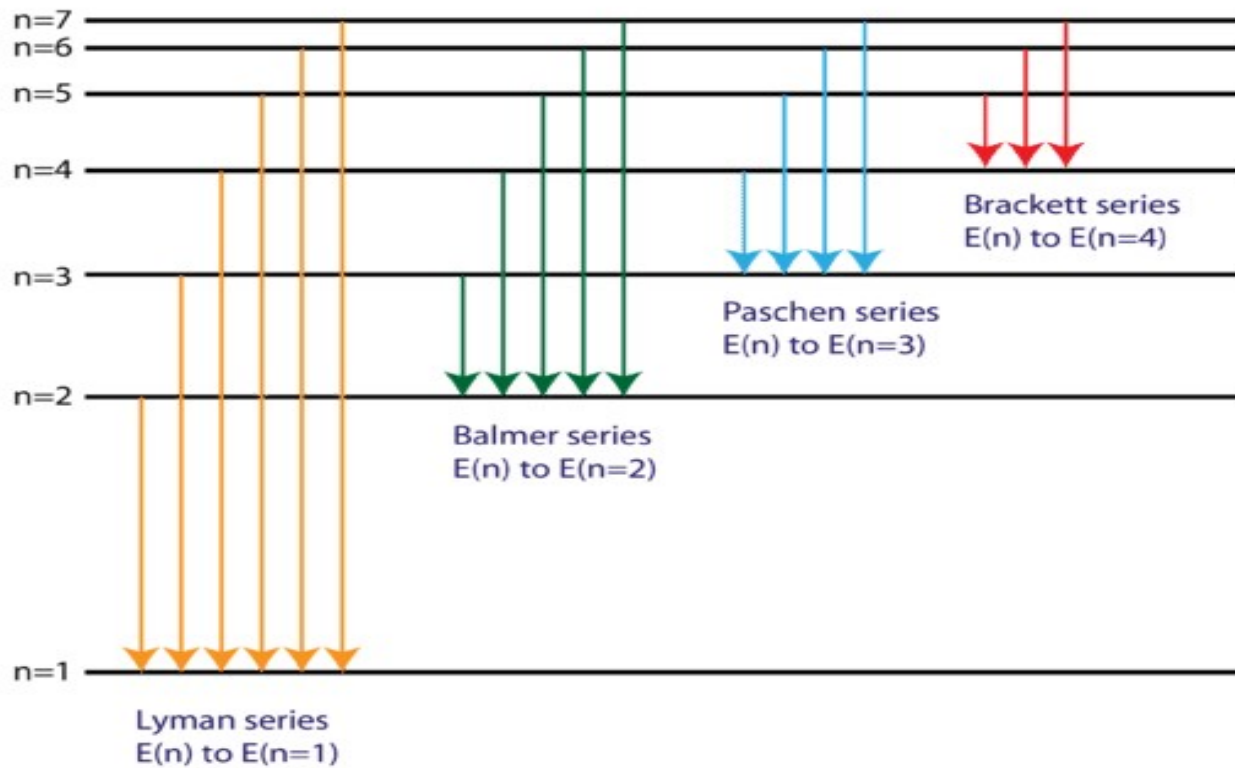 n=7
n=6
n=5
n=4
Brackett series
E(n) to E(n=4)
n=3
Paschen series
E(n) to E(n=3)
n=2
Balmer series
E(n) to E(n=2)
n=1
Lyman series
E(n) to E(n=1)